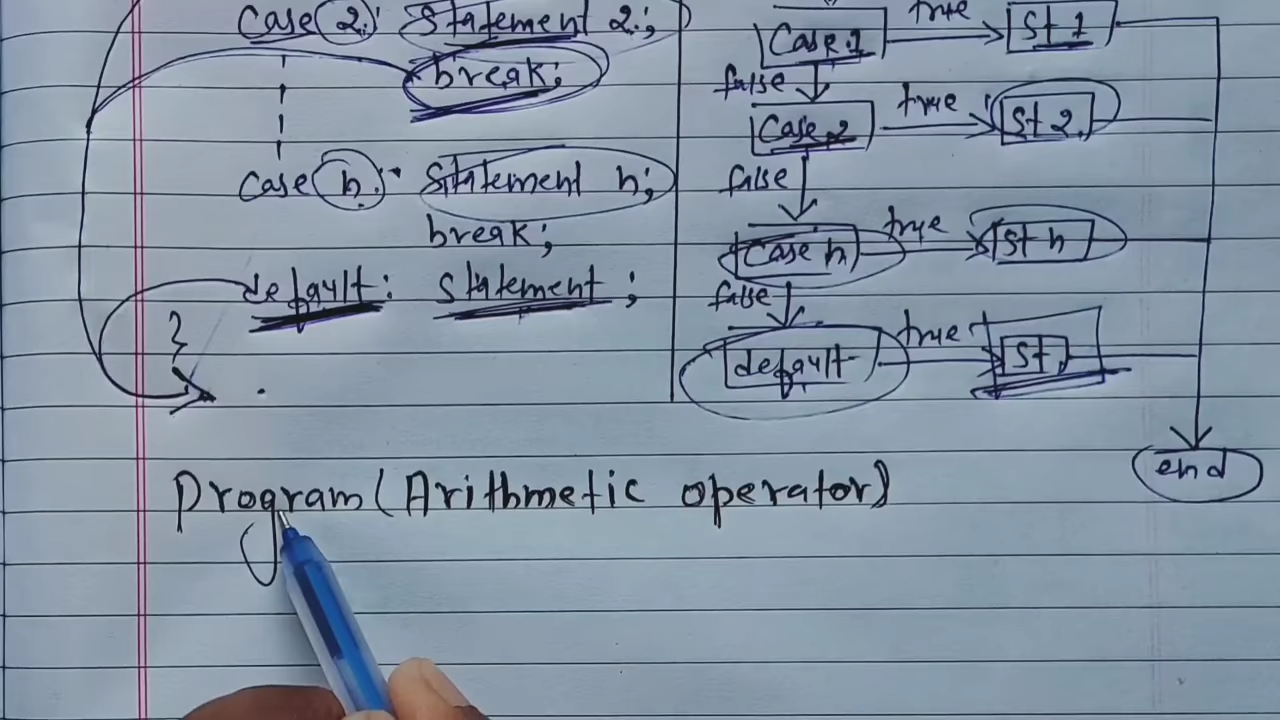 Case 2: Statement 2;
break;
Case n: Statement n;
break;
default: statement;
}
true
Case 1
St 1
false
true
Case 2
St 2
false
true
Case n
St n
false
true
default
St
end
Program (Arithmetic operator)